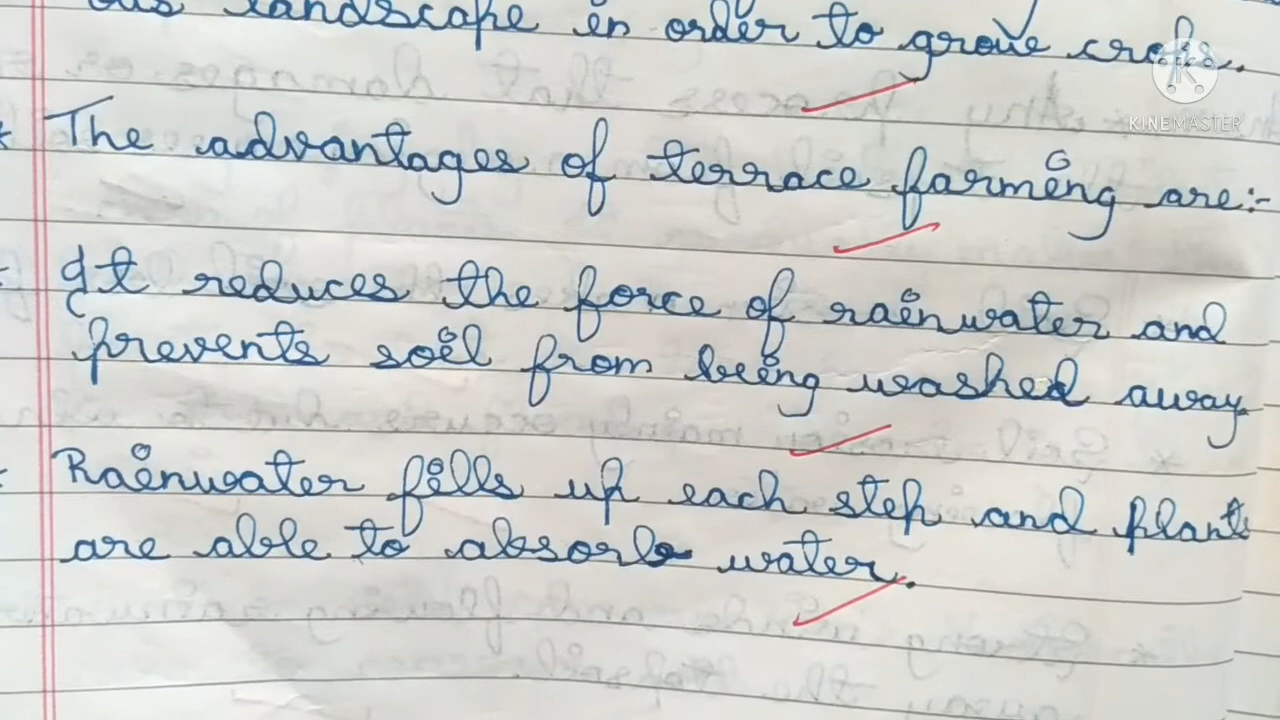 landscape in order to grove crops.
KINEMASTER
* The advantages of terrace farming are:-
It reduces the force of rainwater and
prevents soil from being washed away.
Rainwater fills up each step and plants
are able to absorb water.